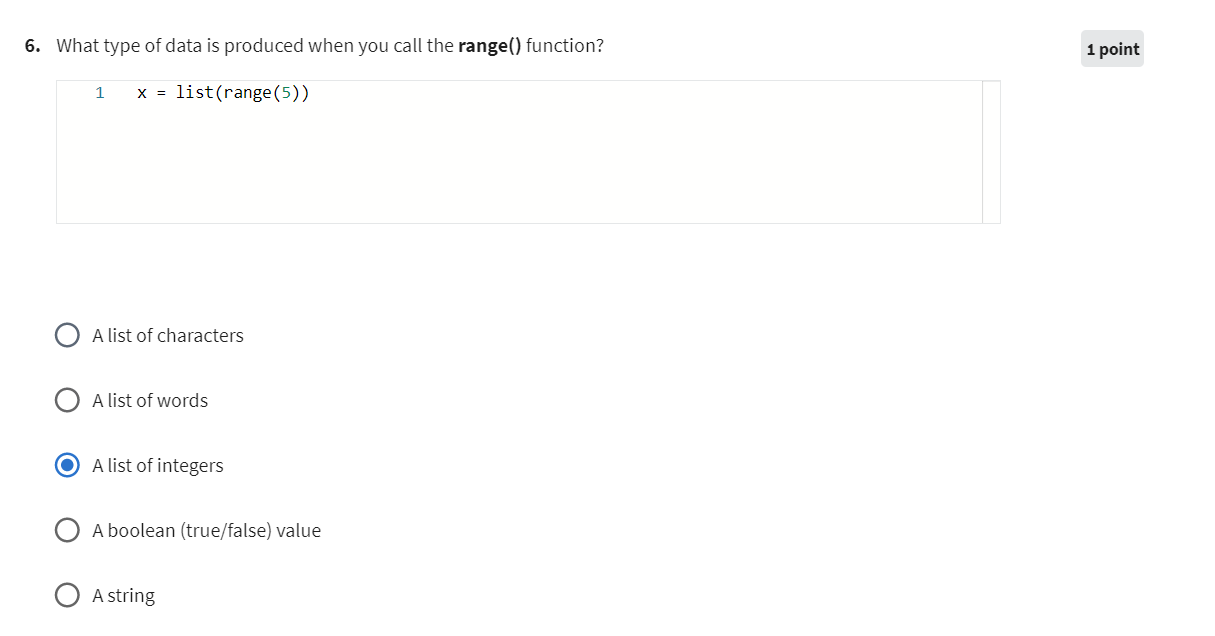 6. What type of data is produced when you call the range() function?
1 point
1 x = list(range(5))
A list of characters
A list of words
A list of integers
A boolean (true/false) value
A string